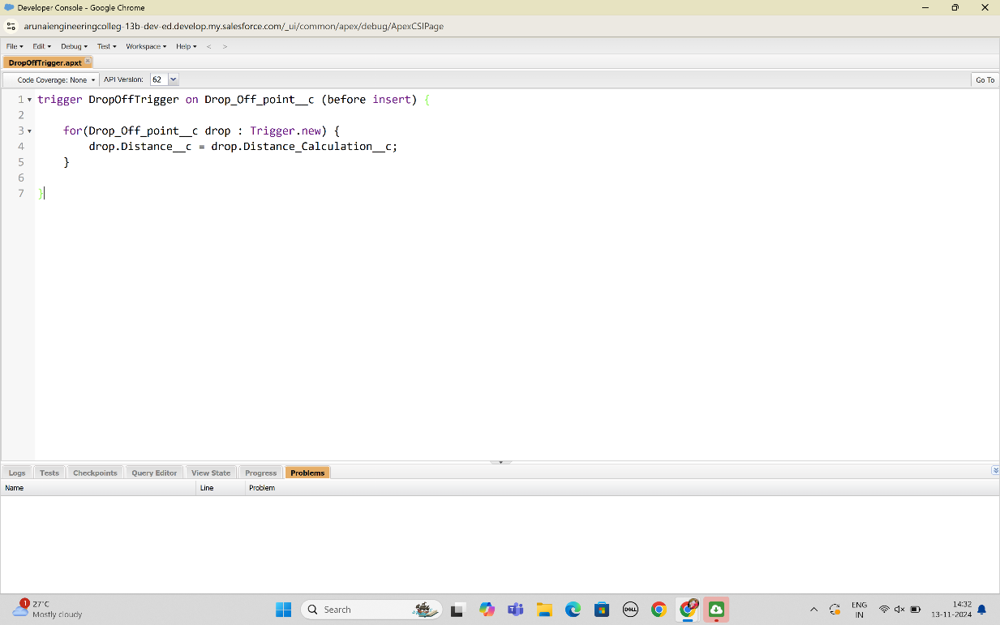 Developer Console - Google Chrome
arunaiengineeringcolleg-13b-dev-ed.develop.my.salesforce.com/_ui/common/apex/debug/ApexCSIPage
File Edit Debug Test Workspace Help < >
DropOffTrigger.apxt
Code Coverage: None API Version: 62 Go To
1 trigger DropOffTrigger on Drop_Off_point__c (before insert) {
2
3 for(Drop_Off_point__c drop : Trigger.new) {
4 drop.Distance__c = drop.Distance_Calculation__c;
5 }
6
7 }
Logs Tests Checkpoints Query Editor View State Progress Problems
Name Line Problem
1 27°C
Mostly cloudy
Search
DELL
ENG
IN
14:32
13-11-2024